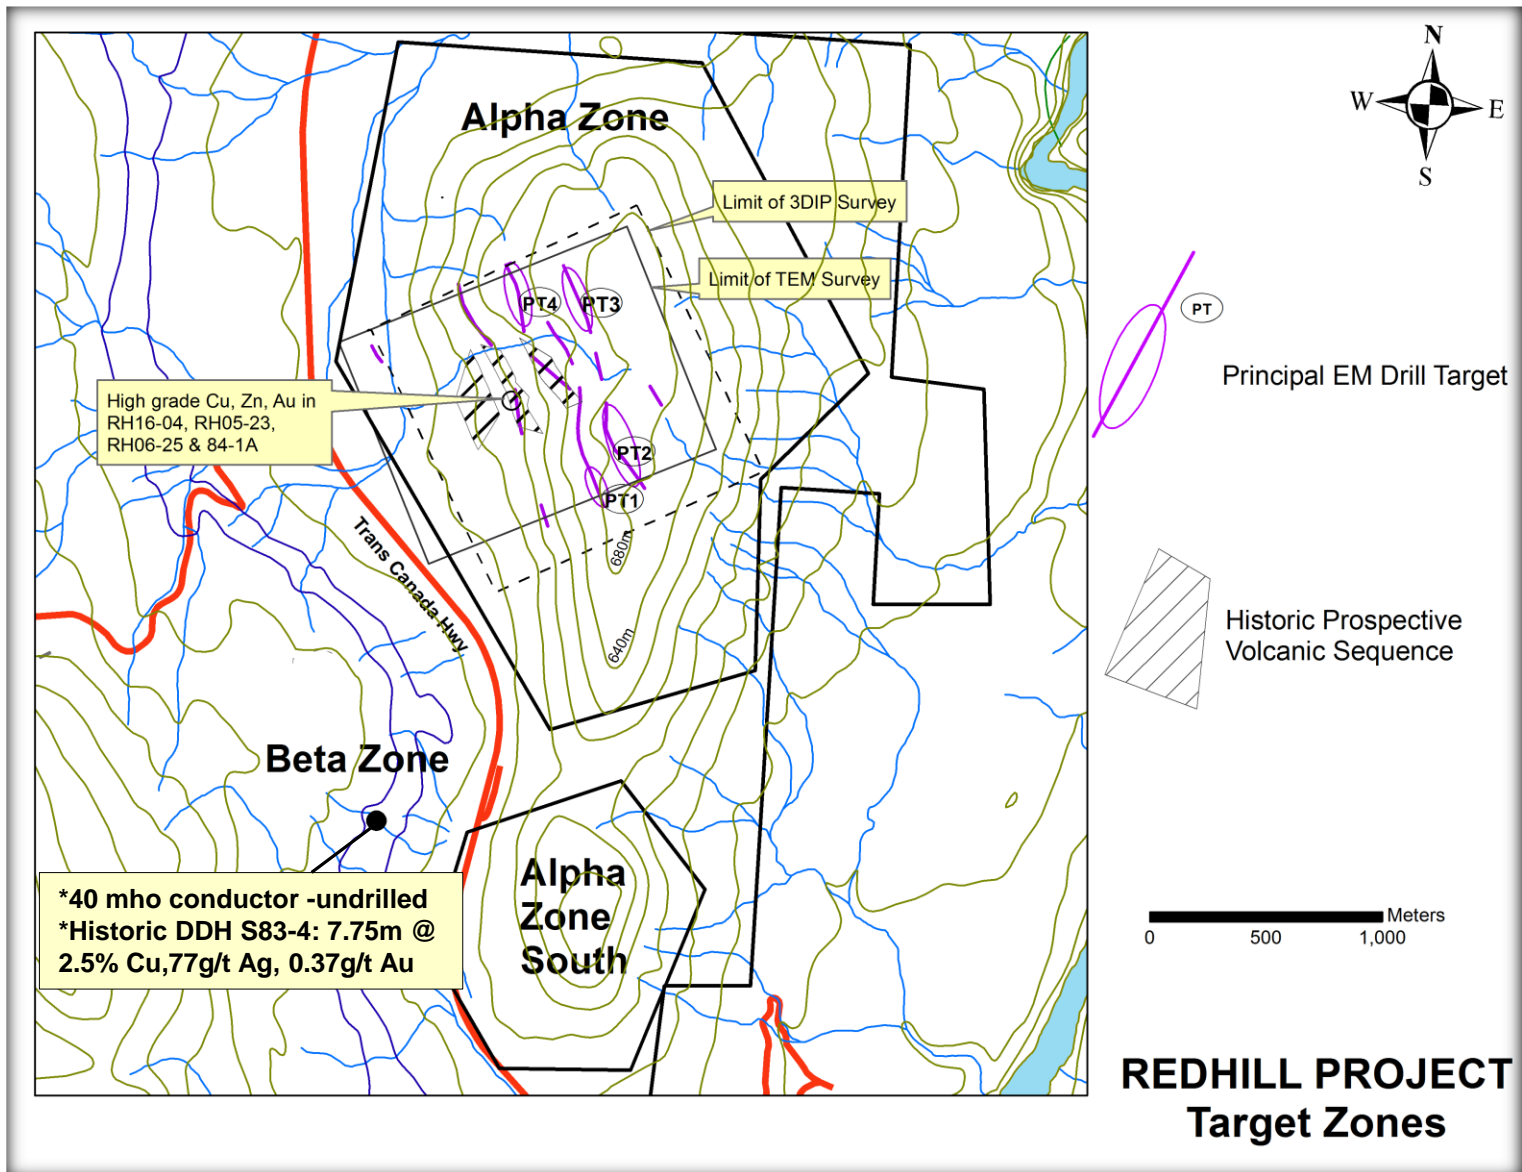 N
W
E
S
Alpha Zone
Limit of 3DIP Survey
Limit of TEM Survey
PT4
PT3
PT
Principal EM Drill Target
High grade Cu, Zn, Au in
RH16-04, RH05-23,
RH06-25 & 84-1A
PT2
PT1
680m
Trans Canada Hwy
640m
Historic Prospective
Volcanic Sequence
Beta Zone
*40 mho conductor -undrilled
*Historic DDH S83-4: 7.75m @
2.5% Cu,77g/t Ag, 0.37g/t Au
Alpha
Zone
South
Meters
0 500 1,000
REDHILL PROJECT
Target Zones